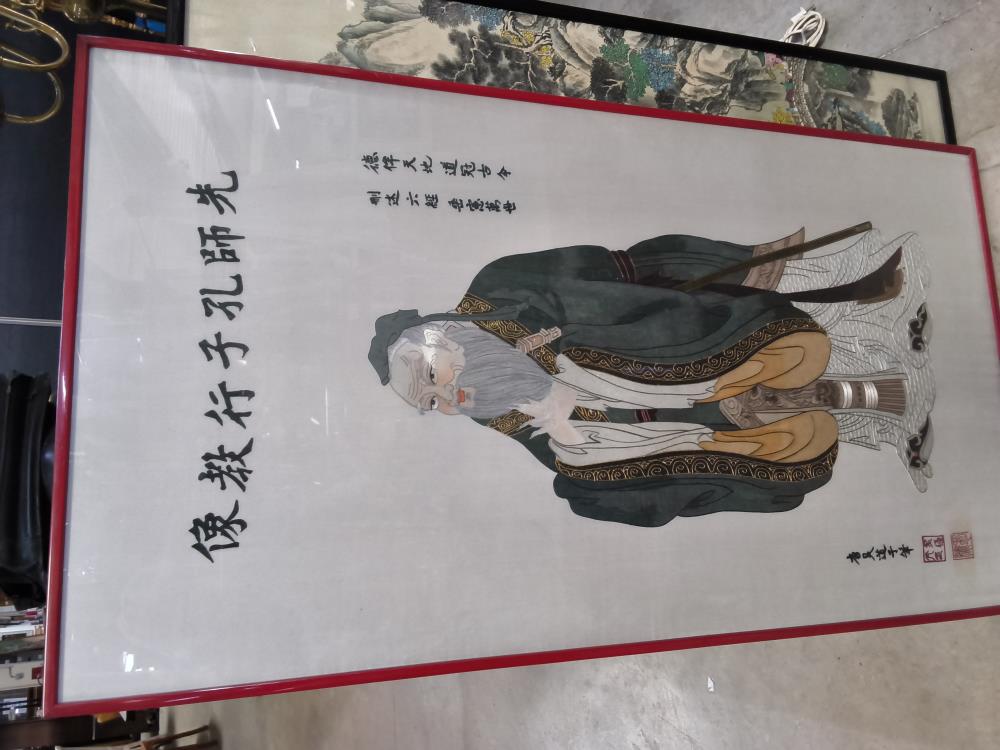 先師孔子行教像
德侔天地道冠古今
刪述六經垂憲萬世
唐吳道子筆